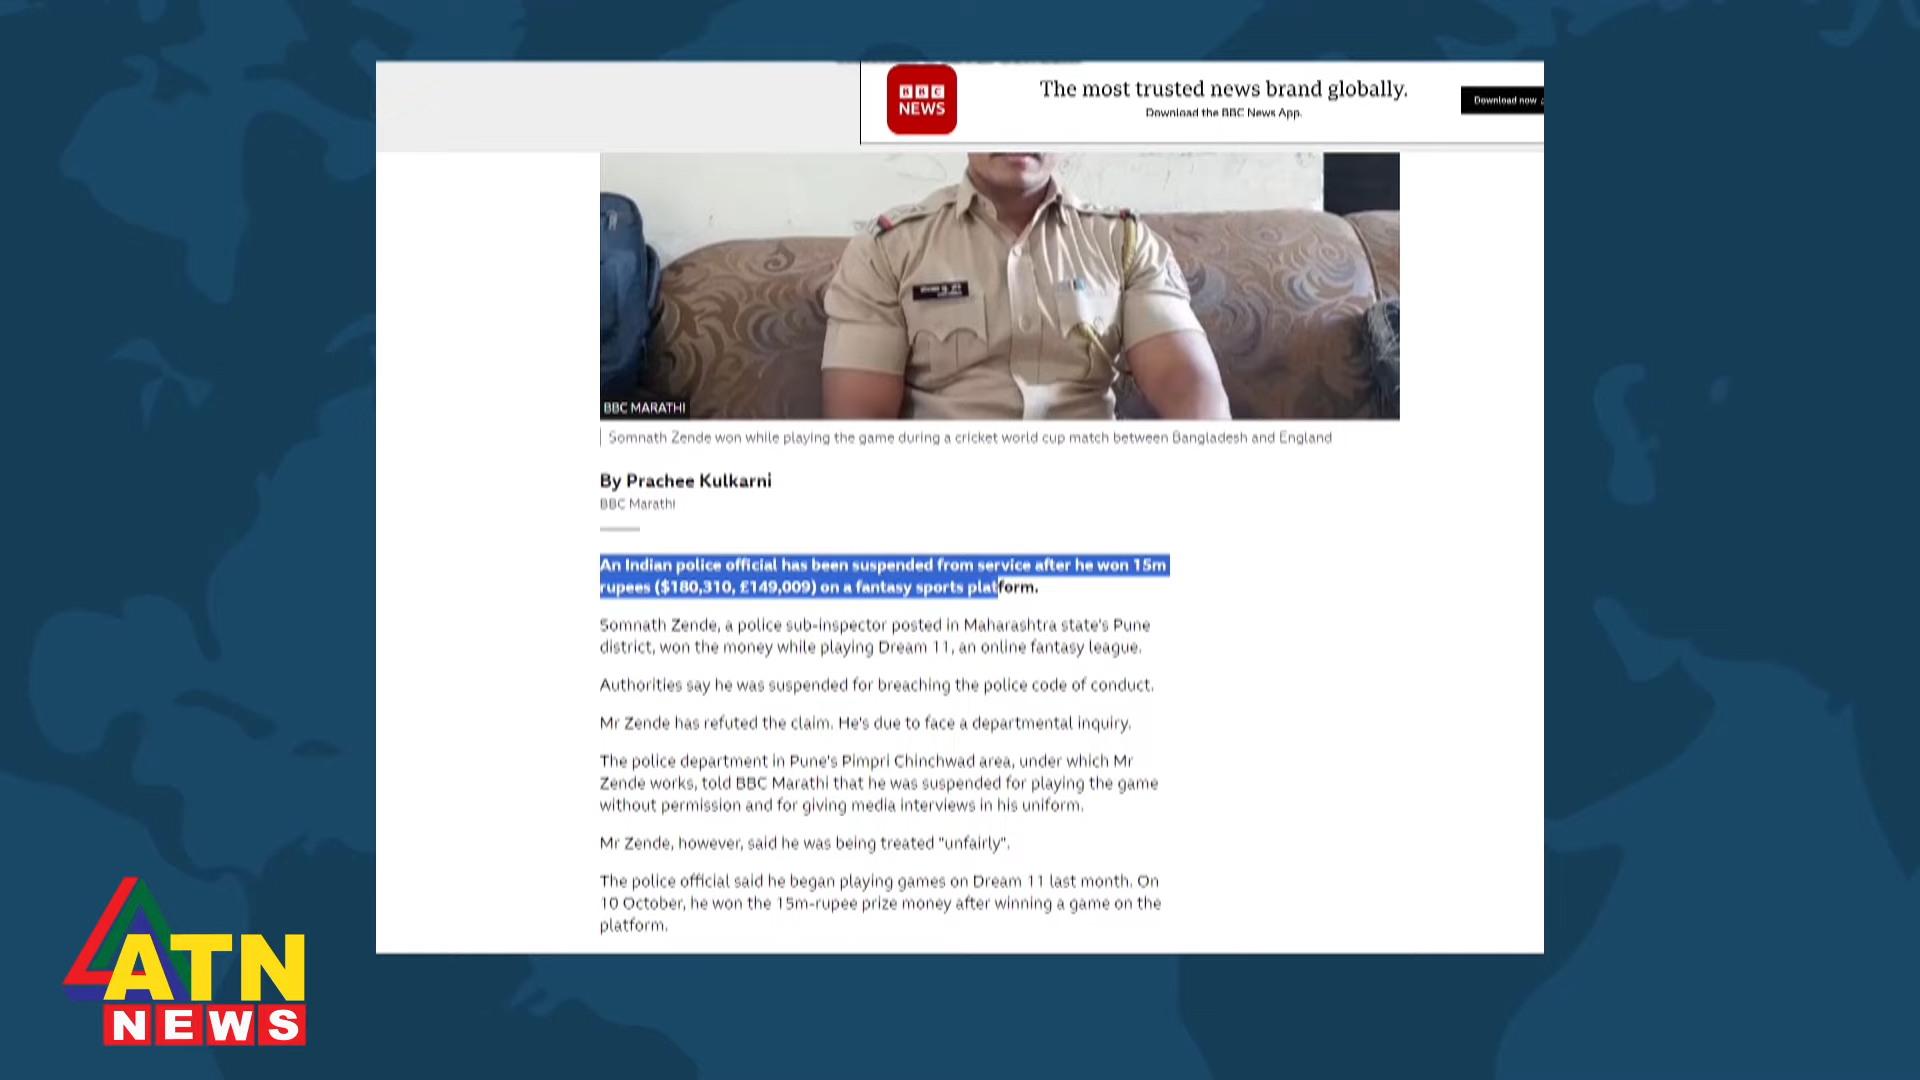 BBC
NEWS
The most trusted news brand globally.
Download the BBC News App.
Download now
BBC MARATHI
Somnath Zende won while playing the game during a cricket world cup match between Bangladesh and England
By Prachee Kulkarni
BBC Marathi
An Indian police official has been suspended from service after he won 15m
rupees ($180,310, £149,009) on a fantasy sports platform.
Somnath Zende, a police sub-inspector posted in Maharashtra state's Pune
district, won the money while playing Dream 11, an online fantasy league.
Authorities say he was suspended for breaching the police code of conduct.
Mr Zende has refuted the claim. He's due to face a departmental inquiry.
The police department in Pune's Pimpri Chinchwad area, under which Mr
Zende works, told BBC Marathi that he was suspended for playing the game
without permission and for giving media interviews in his uniform.
Mr Zende, however, said he was being treated "unfairly".
The police official said he began playing games on Dream 11 last month. On
10 October, he won the 15m-rupee prize money after winning a game on the
platform.
ATN
NEWS